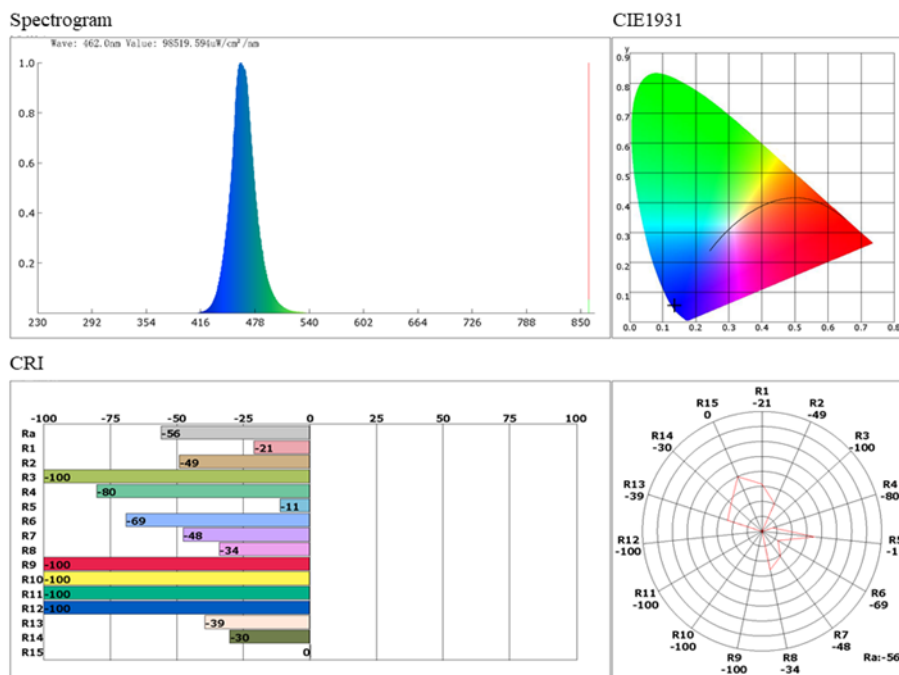 Spectrogram
CIE1931
Wave: 462.0nm Value: 98519.594uW/cm²/nm
1.0
0.8
0.6
0.4
0.2
230 292 354 416 478 540 602 664 726 788 850
y
0.9
0.8
0.7
0.6
0.5
0.4
0.3
0.2
0.1
0.0 0.1 0.2 0.3 0.4 0.5 0.6 0.7 0.8
CRI
-100 -75 -50 -25 0 25 50 75 100
Ra -56
R1 -21
R2 -49
R3 -100
R4 -80
R5 -11
R6 -69
R7 -48
R8 -34
R9 -100
R10 -100
R11 -100
R12 -100
R13 -39
R14 -30
R15 0
R1
-21
R2
-49
R3
-100
R4
-80
R6
-69
R7
-48
R8
-34
R9
-100
R10
-100
R11
-100
R12
-100
R13
-39
R14
-30
R15
0
Ra:-56